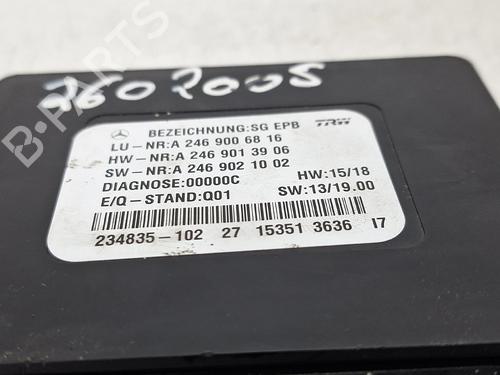 7602005
BEZEICHNUNG:SG EPB
TRW
LU-NR:A 246 900 68 16
HW-NR:A 246 901 39 06
SW-NR:A 246 902 10 02
DIAGNOSE:00000C
HW:15/18
E/Q-STAND:Q01
SW:13/19.00
234835-102 27 15351 3636 I7
B-PARTS